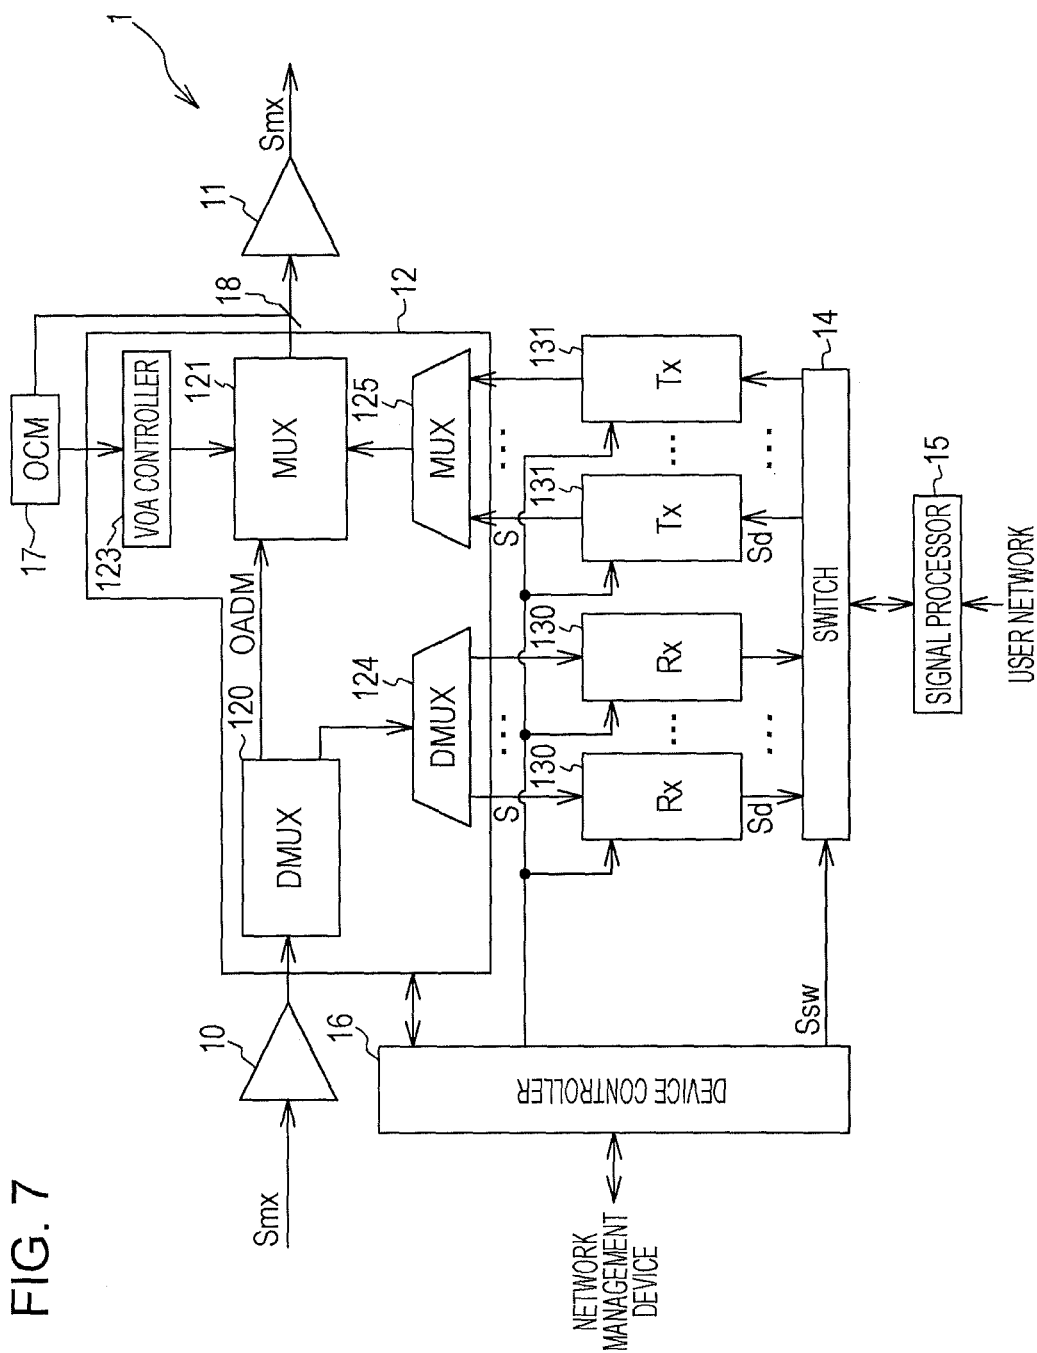 FIG. 7
1
17
OCM
18
11
Smx
123
VOA CONTROLLER
121
MUX
12
OADM
120
DMUX
10
Smx
124
DMUX
125
MUX
16
DEVICE CONTROLLER
S
...
S
...
130
Rx
...
130
Rx
131
Tx
...
131
Tx
Sd
...
Sd
...
Ssw
SWITCH
14
NETWORK
MANAGEMENT
DEVICE
SIGNAL PROCESSOR
15
USER NETWORK